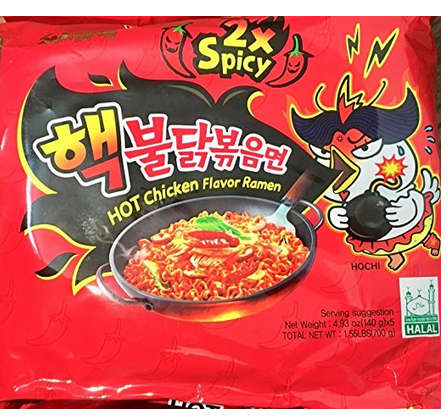 2x
Spicy
핵불닭볶음면
HOT Chicken Flavor Ramen
HOCHI
Serving suggestion
Net Weight : 4.93 oz(140 g)x5
TOTAL NET WT : 1.55LBS(700 g)
HALAL